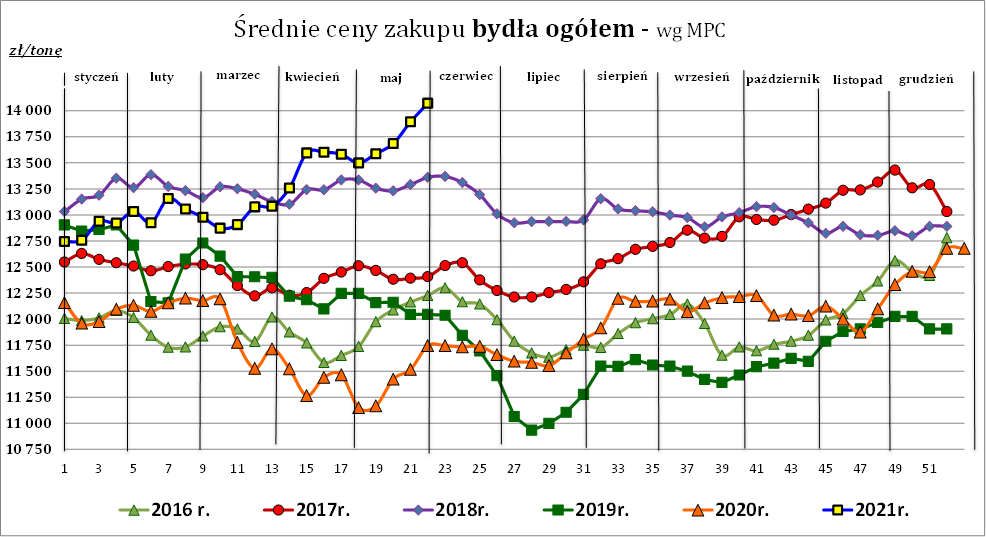 Średnie ceny zakupu bydła ogółem - wg MPC
zł/tonę
styczeń luty marzec kwiecień maj czerwiec lipiec sierpień wrzesień październik listopad grudzień
14 000
13 750
13 500
13 250
13 000
12 750
12 500
12 250
12 000
11 750
11 500
11 250
11 000
10 750
1 3 5 7 9 11 13 15 17 19 21 23 25 27 29 31 33 35 37 39 41 43 45 47 49 51
2016 r. 2017r. 2018r. 2019r. 2020r. 2021r.